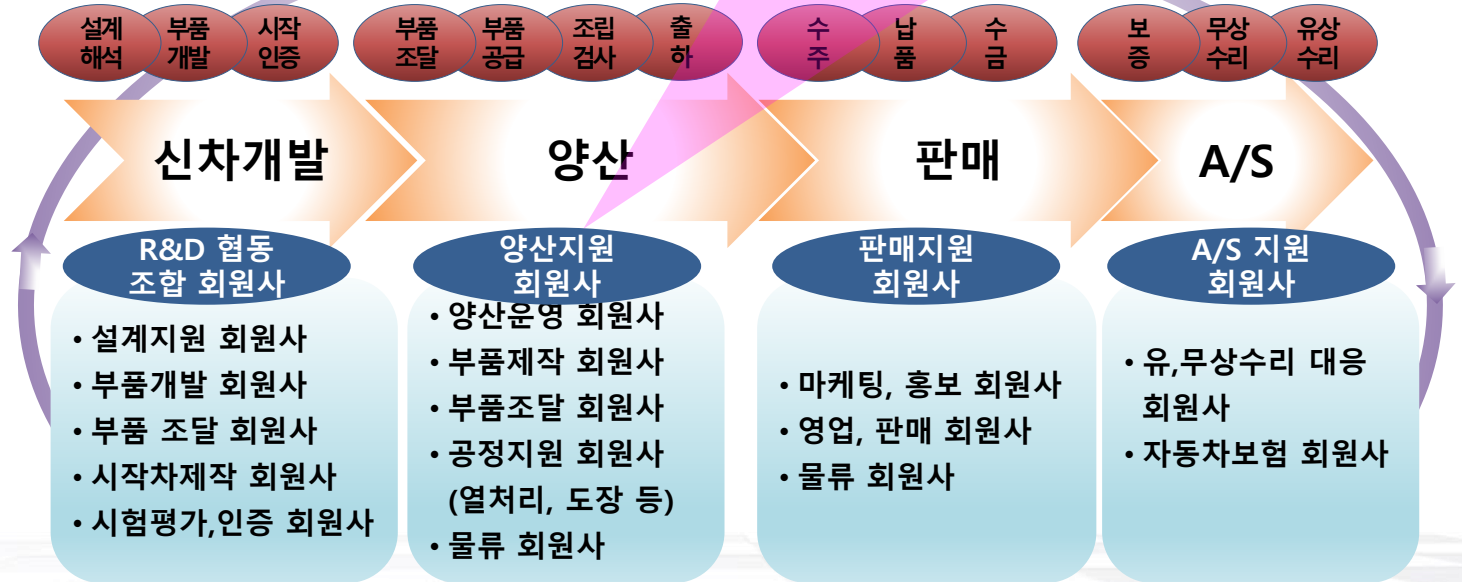 설계
해석
부품
개발
시작
인증
부품
조달
부품
공급
조립
검사
출
하
수
주
납
품
수
금
보
증
무상
수리
유상
수리
신차개발
양산
판매
A/S
R&D 협동
조합 회원사
• 설계지원 회원사
• 부품개발 회원사
• 부품 조달 회원사
• 시작차제작 회원사
• 시험평가,인증 회원사
양산지원
회원사
• 양산운영 회원사
• 부품제작 회원사
• 부품조달 회원사
• 공정지원 회원사
(열처리, 도장 등)
• 물류 회원사
판매지원
회원사
• 마케팅, 홍보 회원사
• 영업, 판매 회원사
• 물류 회원사
A/S 지원
회원사
• 유,무상수리 대응
회원사
• 자동차보험 회원사